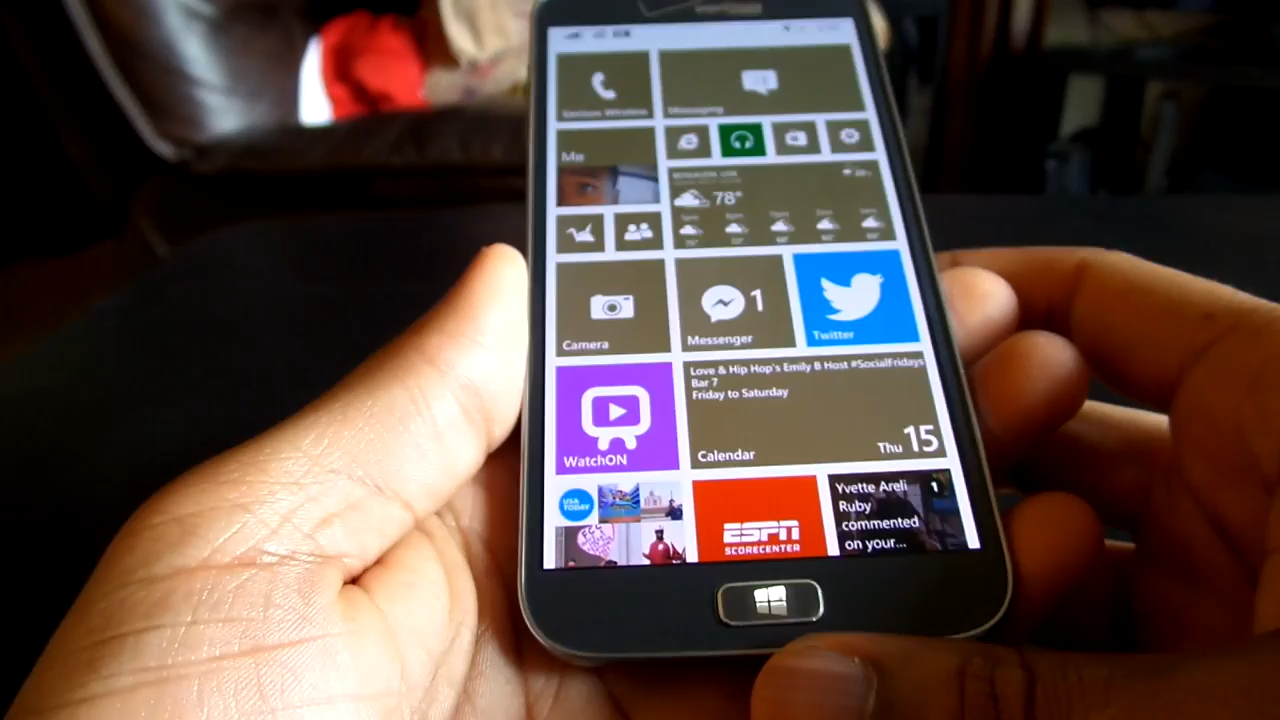 Verizon Wireless
Messaging
Me
78°
Camera
1
Messenger
Twitter
Love & Hip Hop's Emily B Host #SocialFridays
Bar 7
Friday to Saturday
Calendar
Thu 15
WatchON
USA
TODAY
ESPN
SCORECENTER
Yvette Areli
1
Ruby
commented
on your...